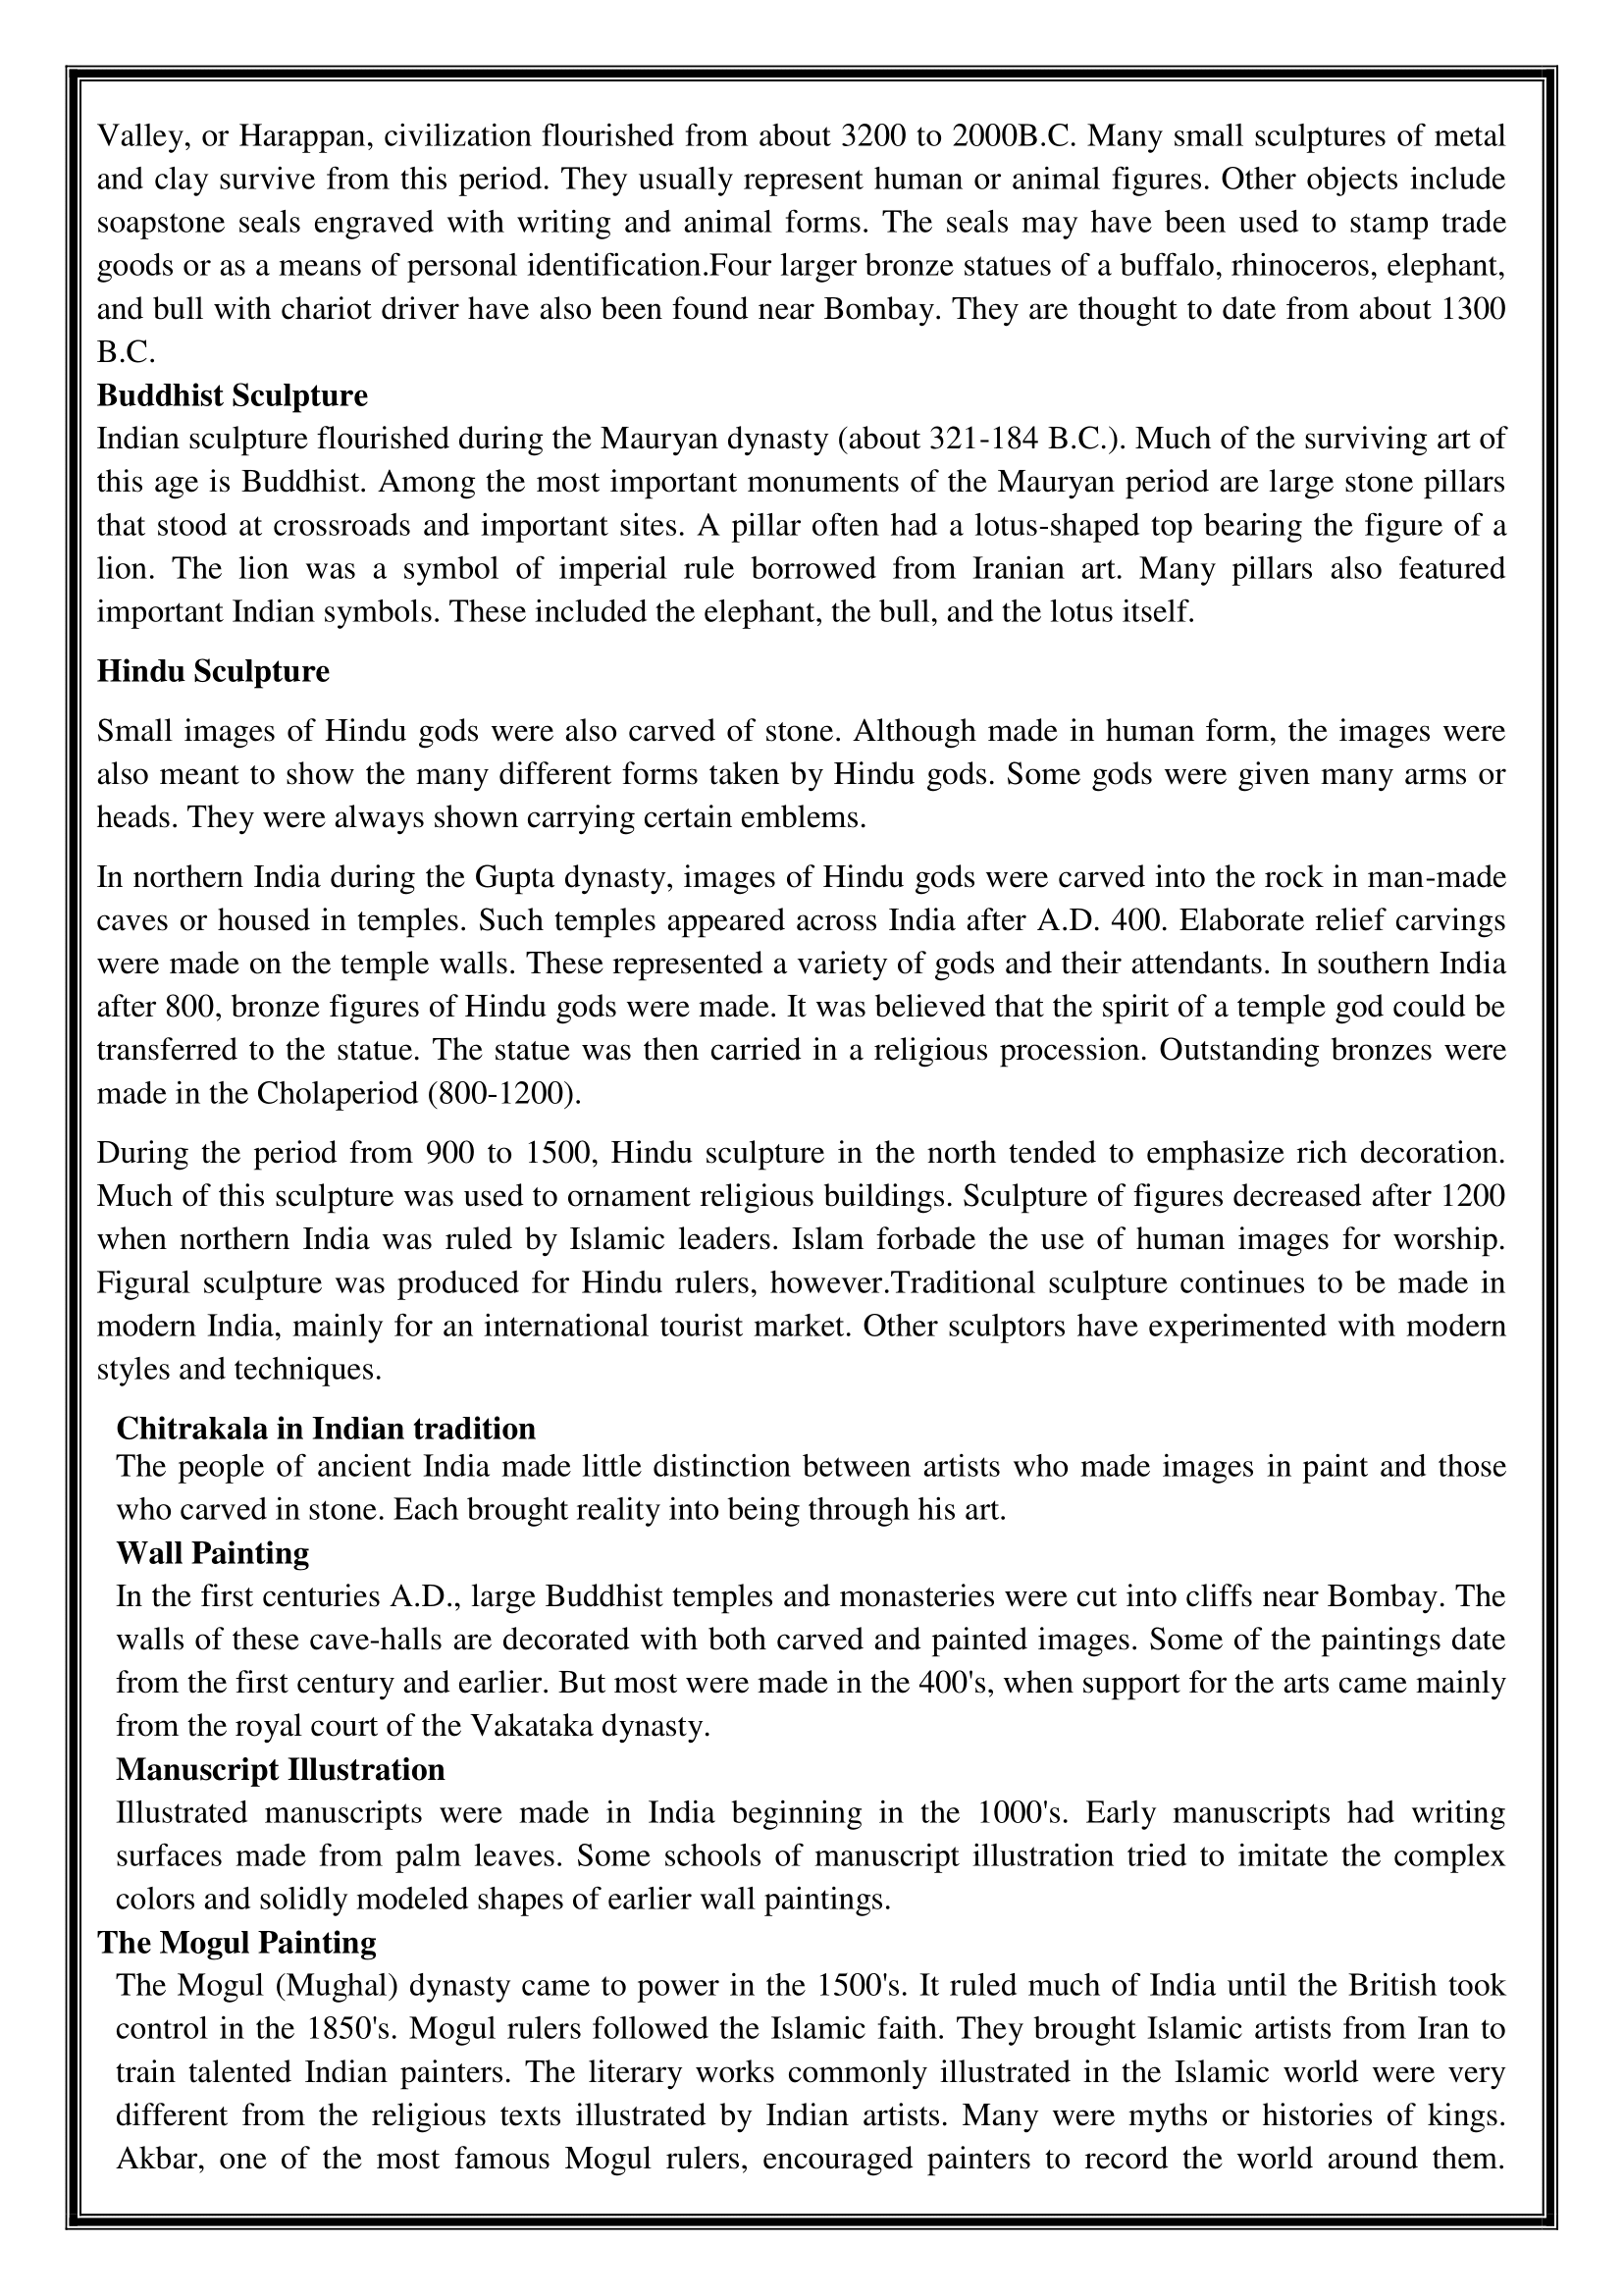 Valley, or Harappan, civilization flourished from about 3200 to 2000B.C. Many small sculptures of metal
and clay survive from this period. They usually represent human or animal figures. Other objects include
soapstone seals engraved with writing and animal forms. The seals may have been used to stamp trade
goods or as a means of personal identification.Four larger bronze statues of a buffalo, rhinoceros, elephant,
and bull with chariot driver have also been found near Bombay. They are thought to date from about 1300
B.C.
Buddhist Sculpture
Indian sculpture flourished during the Mauryan dynasty (about 321-184 B.C.). Much of the surviving art of
this age is Buddhist. Among the most important monuments of the Mauryan period are large stone pillars
that stood at crossroads and important sites. A pillar often had a lotus-shaped top bearing the figure of a
lion. The lion was a symbol of imperial rule borrowed from Iranian art. Many pillars also featured
important Indian symbols. These included the elephant, the bull, and the lotus itself.
Hindu Sculpture
Small images of Hindu gods were also carved of stone. Although made in human form, the images were
also meant to show the many different forms taken by Hindu gods. Some gods were given many arms or
heads. They were always shown carrying certain emblems.
In northern India during the Gupta dynasty, images of Hindu gods were carved into the rock in man-made
caves or housed in temples. Such temples appeared across India after A.D. 400. Elaborate relief carvings
were made on the temple walls. These represented a variety of gods and their attendants. In southern India
after 800, bronze figures of Hindu gods were made. It was believed that the spirit of a temple god could be
transferred to the statue. The statue was then carried in a religious procession. Outstanding bronzes were
made in the Cholaperiod (800-1200).
During the period from 900 to 1500, Hindu sculpture in the north tended to emphasize rich decoration.
Much of this sculpture was used to ornament religious buildings. Sculpture of figures decreased after 1200
when northern India was ruled by Islamic leaders. Islam forbade the use of human images for worship.
Figural sculpture was produced for Hindu rulers, however.Traditional sculpture continues to be made in
modern India, mainly for an international tourist market. Other sculptors have experimented with modern
styles and techniques.
Chitrakala in Indian tradition
The people of ancient India made little distinction between artists who made images in paint and those
who carved in stone. Each brought reality into being through his art.
Wall Painting
In the first centuries A.D., large Buddhist temples and monasteries were cut into cliffs near Bombay. The
walls of these cave-halls are decorated with both carved and painted images. Some of the paintings date
from the first century and earlier. But most were made in the 400's, when support for the arts came mainly
from the royal court of the Vakataka dynasty.
Manuscript Illustration
Illustrated manuscripts were made in India beginning in the 1000's. Early manuscripts had writing
surfaces made from palm leaves. Some schools of manuscript illustration tried to imitate the complex
colors and solidly modeled shapes of earlier wall paintings.
The Mogul Painting
The Mogul (Mughal) dynasty came to power in the 1500's. It ruled much of India until the British took
control in the 1850's. Mogul rulers followed the Islamic faith. They brought Islamic artists from Iran to
train talented Indian painters. The literary works commonly illustrated in the Islamic world were very
different from the religious texts illustrated by Indian artists. Many were myths or histories of kings.
Akbar, one of the most famous Mogul rulers, encouraged painters to record the world around them.